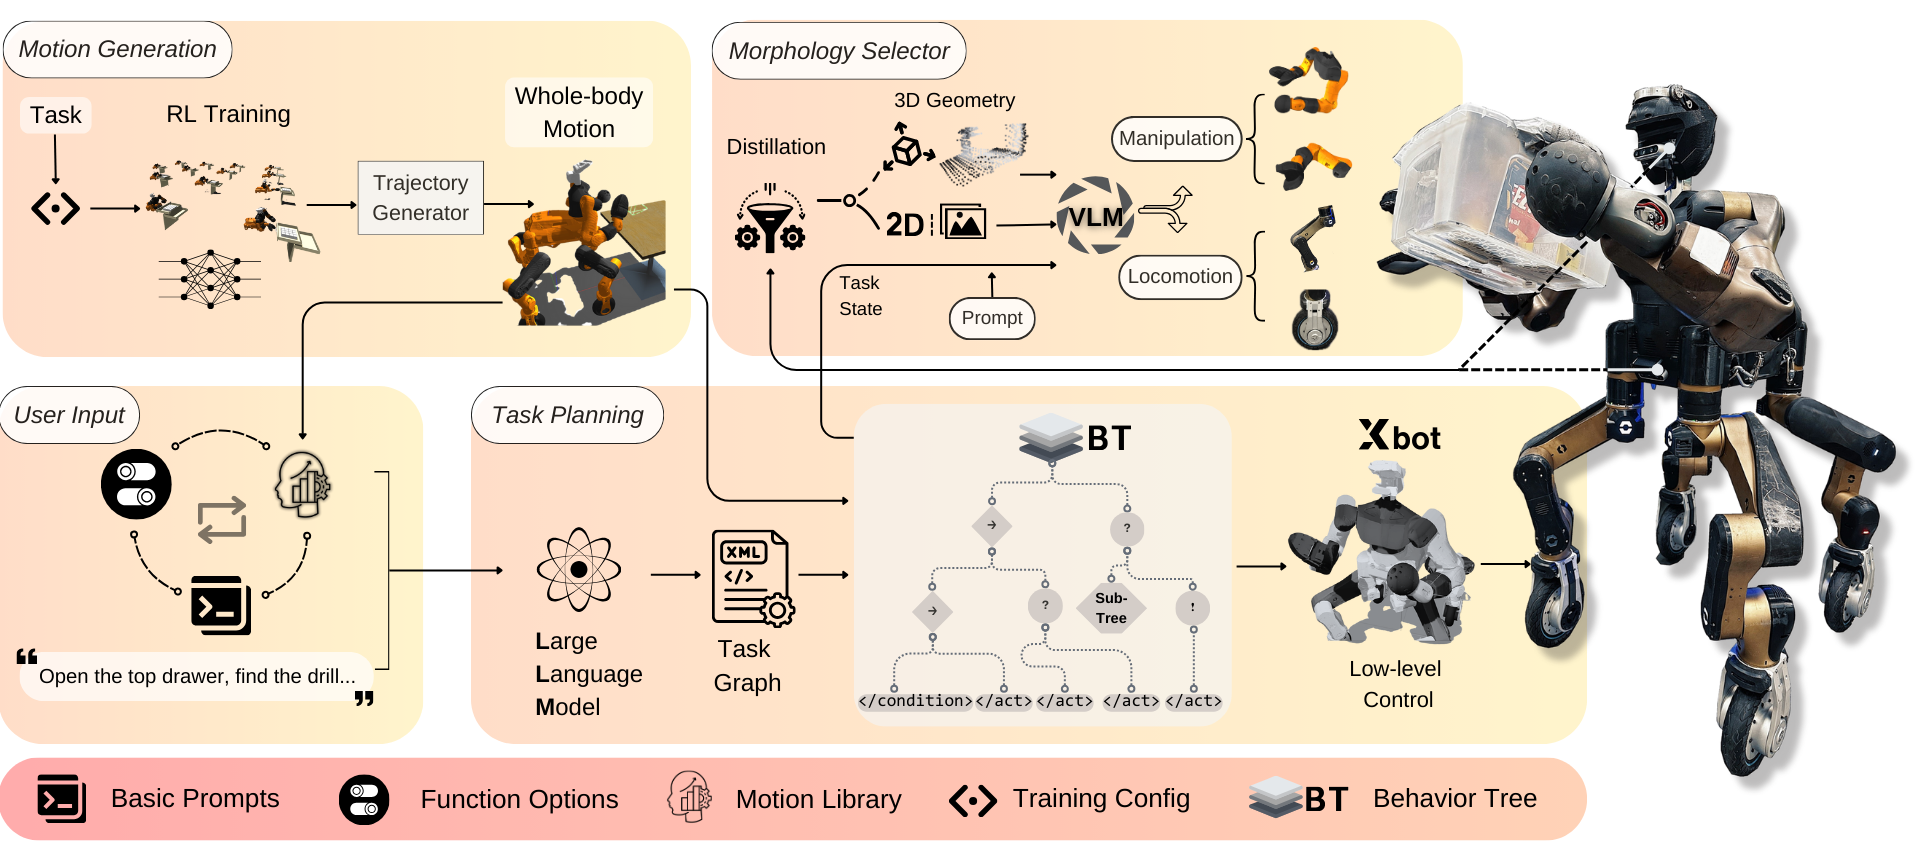 Motion Generation
Task
RL Training
Trajectory
Generator
Whole-body
Motion
Morphology Selector
Distillation
3D Geometry
2D
VLM
Task
State
Prompt
Manipulation
Locomotion
User Input
Open the top drawer, find the drill...
“
”
Task Planning
Large
Language
Model
XML
</>
Task
Graph
BT
→
?
→
?
Sub-
Tree
!
</condition>
</act>
</act>
</act>
</act>
Xbot
Low-level
Control
Basic Prompts
Function Options
Motion Library
Training Config
BT
Behavior Tree